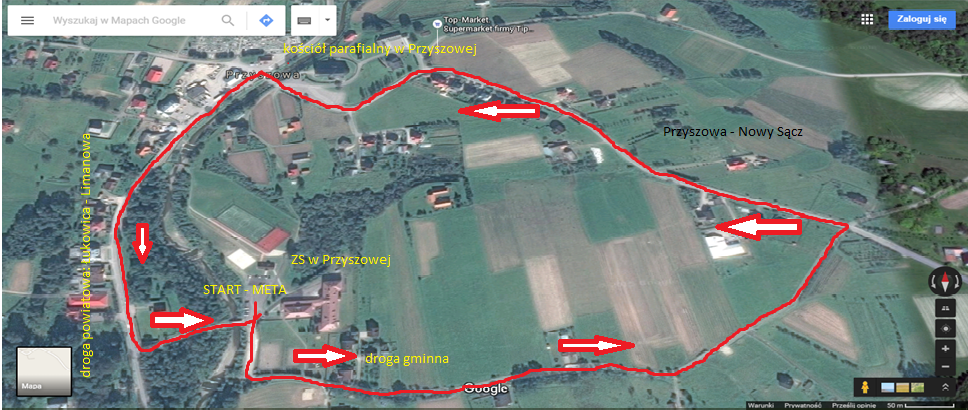 Wyszukaj w Mapach Google
Zaloguj się
Top-Market
Supermarket firmy Tip...
kościół parafialny w Przyszowej
Przyszowa
Przyszowa - Nowy Sącz
droga powiatowa: Łukowica - Limanowa
ZS w Przyszowej
START - META
droga gminna
Google
Mapa
Warunki
Prywatność
Prześlij opinie
50 m